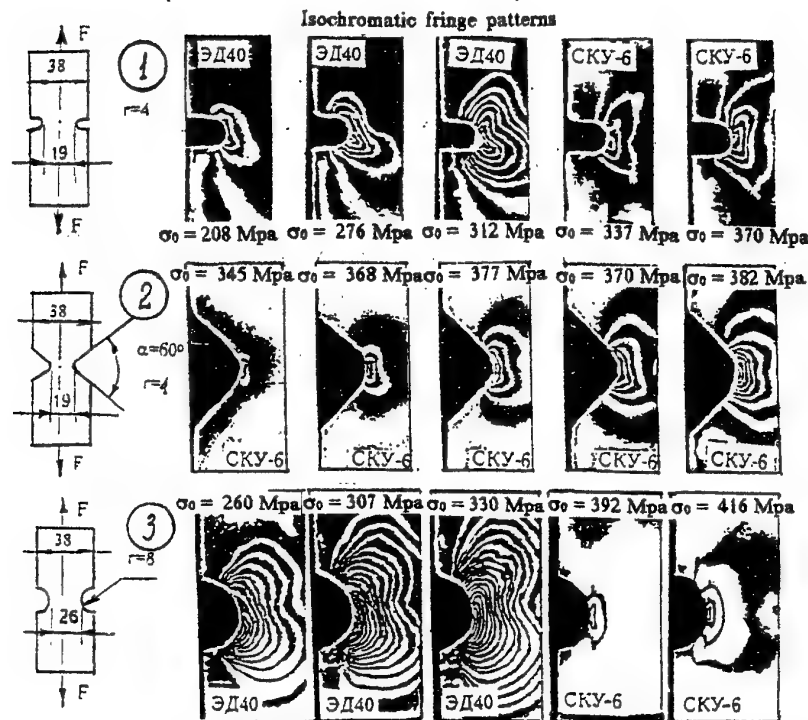 Isochromatic fringe patterns
F
38
1
r=4
19
F
ЭД40
ЭД40
ЭД40
СКУ-6
СКУ-6
σ₀ = 208 Mpa
σ₀ = 276 Mpa
σ₀ = 312 Mpa
σ₀ = 337 Mpa
σ₀ = 370 Mpa
F
38
2
α=60°
r=4
19
F
σ₀ = 345 Mpa
σ₀ = 368 Mpa
σ₀ = 377 Mpa
σ₀ = 370 Mpa
σ₀ = 382 Mpa
СКУ-6
СКУ-6
СКУ-6
СКУ-6
СКУ-6
F
38
3
r=8
26
F
σ₀ = 260 Mpa
σ₀ = 307 Mpa
σ₀ = 330 Mpa
σ₀ = 392 Mpa
σ₀ = 416 Mpa
ЭД40
ЭД40
ЭД40
СКУ-6
СКУ-6